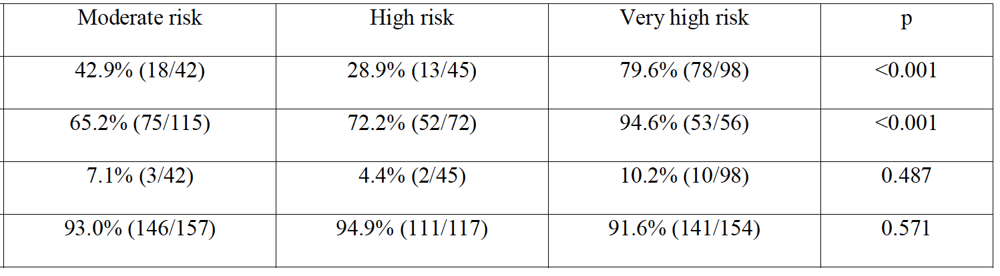 Moderate risk High risk Very high risk p
42.9% (18/42) 28.9% (13/45) 79.6% (78/98) <0.001
65.2% (75/115) 72.2% (52/72) 94.6% (53/56) <0.001
7.1% (3/42) 4.4% (2/45) 10.2% (10/98) 0.487
93.0% (146/157) 94.9% (111/117) 91.6% (141/154) 0.571